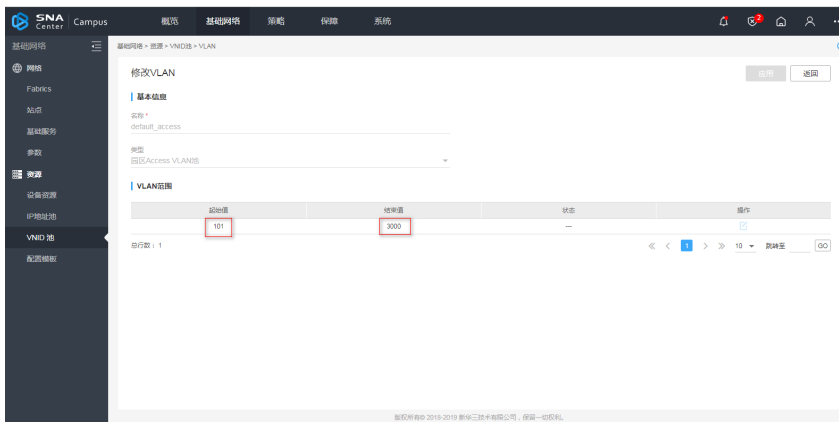 SNA Center Campus 概览 基础网络 策略 保障 系统 2
基础网络 基础网络 > 资源 > VNID池 > VLAN
网络
Fabrics
站点
基础服务
参数
资源
设备资源
IP地址池
VNID 池
配置模板
修改VLAN 应用 返回
基本信息
名称 *
default_access
类型
园区Access VLAN池
VLAN范围
起始值 结束值 状态 操作
101 3000 ---
总行数：1 « < 1 > » 10 跳转至 GO
版权所有© 2018-2019 新华三技术有限公司，保留一切权利。